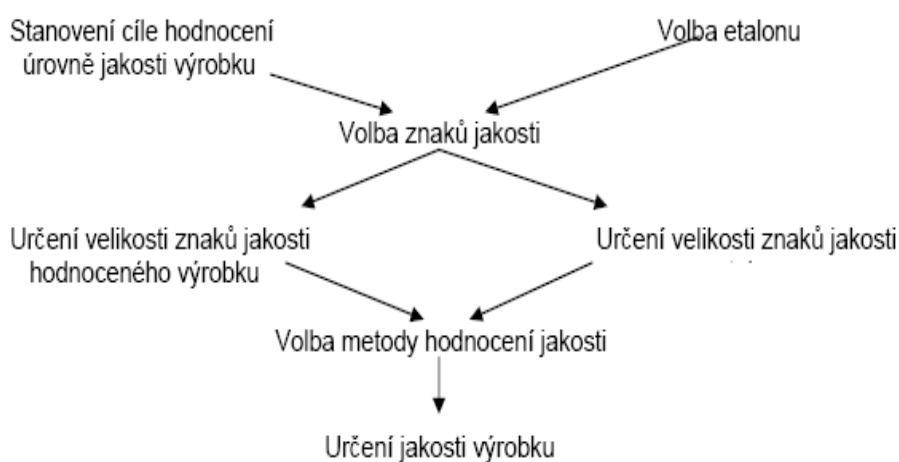 Stanovení cíle hodnocení
úrovně jakosti výrobku
Volba etalonu
Volba znaků jakosti
Určení velikosti znaků jakosti
hodnoceného výrobku
Určení velikosti znaků jakosti
Volba metody hodnocení jakosti
Určení jakosti výrobku